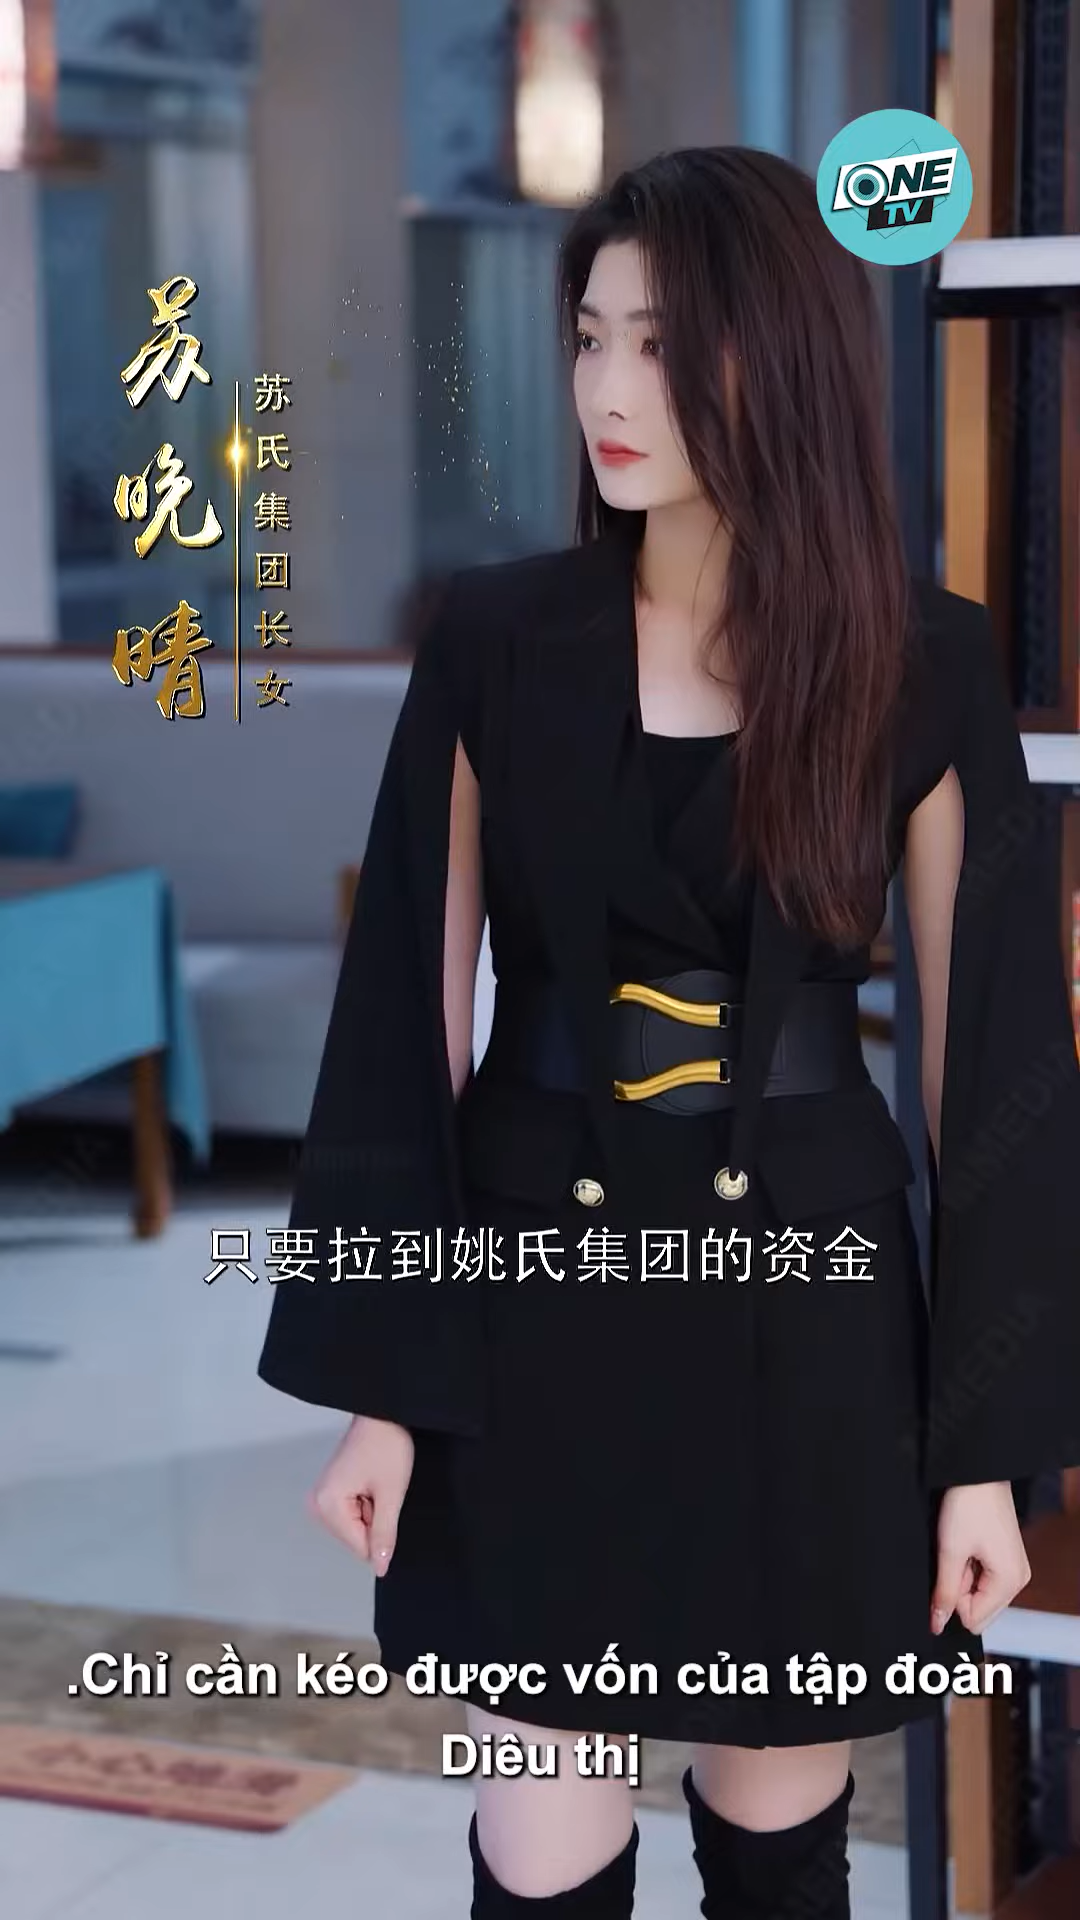 ONE
TV
苏晚晴
苏氏集团长女
只要拉到姚氏集团的资金
.Chỉ cần kéo được vốn của tập đoàn
Diêu thị